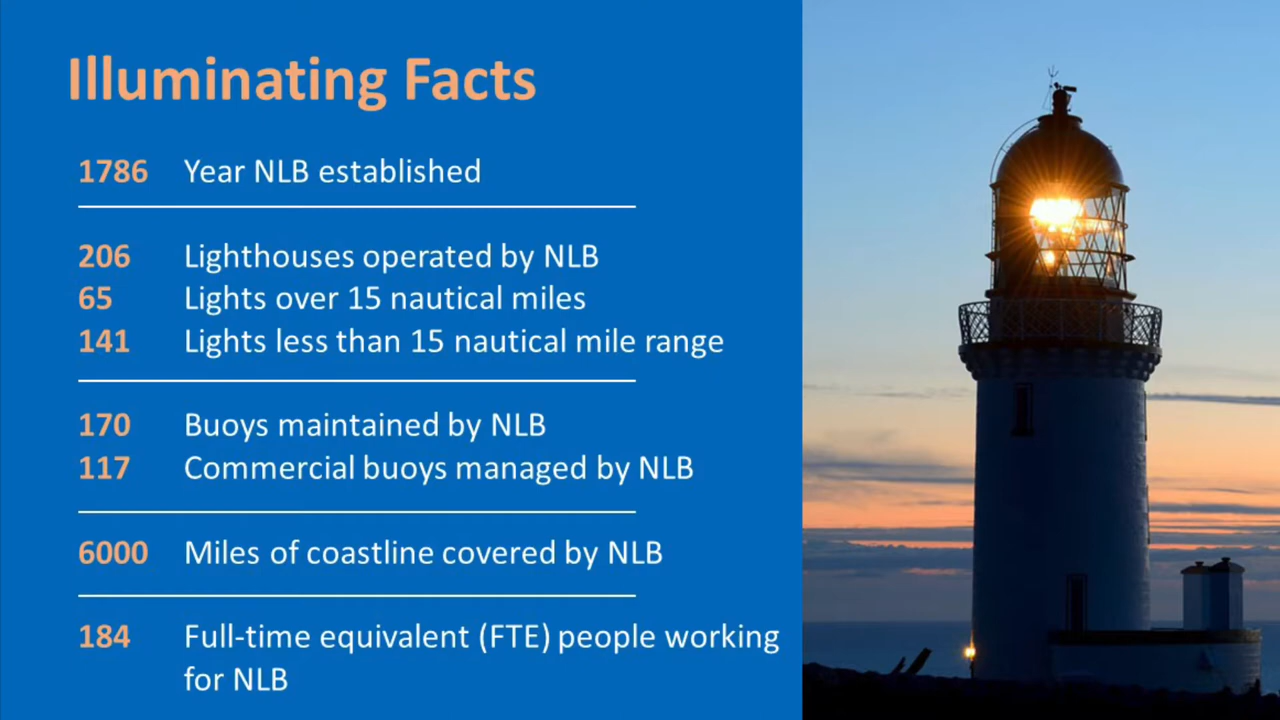 Illuminating Facts
1786 Year NLB established
206 Lighthouses operated by NLB
65 Lights over 15 nautical miles
141 Lights less than 15 nautical mile range
170 Buoys maintained by NLB
117 Commercial buoys managed by NLB
6000 Miles of coastline covered by NLB
184 Full-time equivalent (FTE) people working
for NLB